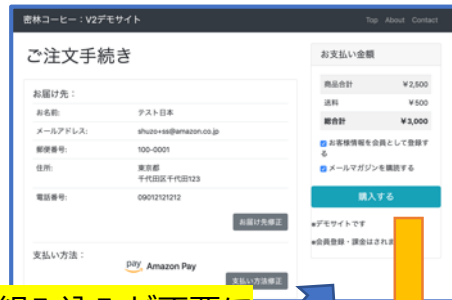 密林コーヒー：V2デモサイト
Top About Contact
ご注文手続き
お届け先：
お名前: テスト日本
メールアドレス: shuzo+ss@amazon.co.jp
郵便番号: 100-0001
住所: 東京都
千代田区千代田123
電話番号: 09012121212
お届け先修正
支払い方法：
pay Amazon Pay
支払い方法修正
お支払い金額
商品合計 ￥2,500
送料 ￥500
総合計 ￥3,000
お客様情報を会員として登録す
る
メールマガジンを購読する
購入する
※デモサイトです
※会員登録・課金はされま